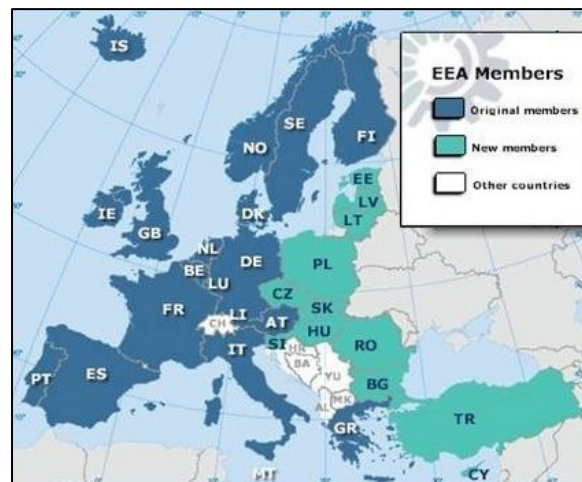 IS
EEA Members
Original members
New members
Other countries
SE
FI
NO
EE
LV
LT
IE
DK
GB
NL
DE
PL
BE
LU
CZ
SK
FR
LI
AT
CH
HU
RO
SI
HR
IT
BA
YU
BG
PT
ES
AL
MK
TR
GR
MT
CY